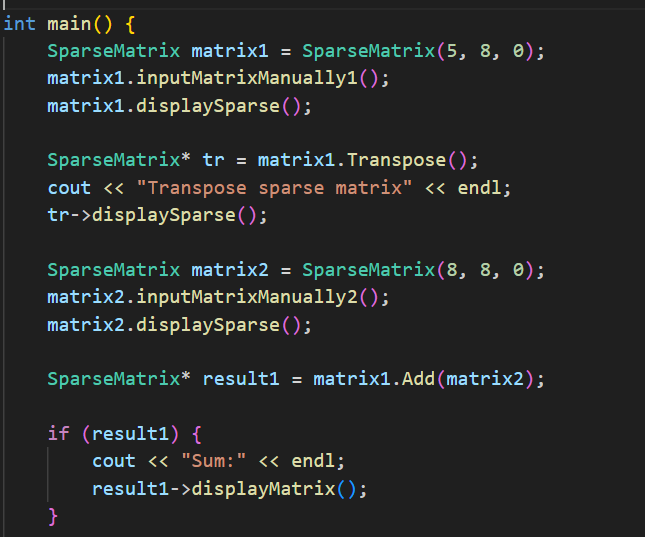 int main() {
    SparseMatrix matrix1 = SparseMatrix(5, 8, 0);
    matrix1.inputMatrixManually1();
    matrix1.displaySparse();

    SparseMatrix* tr = matrix1.Transpose();
    cout << "Transpose sparse matrix" << endl;
    tr->displaySparse();

    SparseMatrix matrix2 = SparseMatrix(8, 8, 0);
    matrix2.inputMatrixManually2();
    matrix2.displaySparse();

    SparseMatrix* result1 = matrix1.Add(matrix2);

    if (result1) {
        cout << "Sum:" << endl;
        result1->displayMatrix();
    }